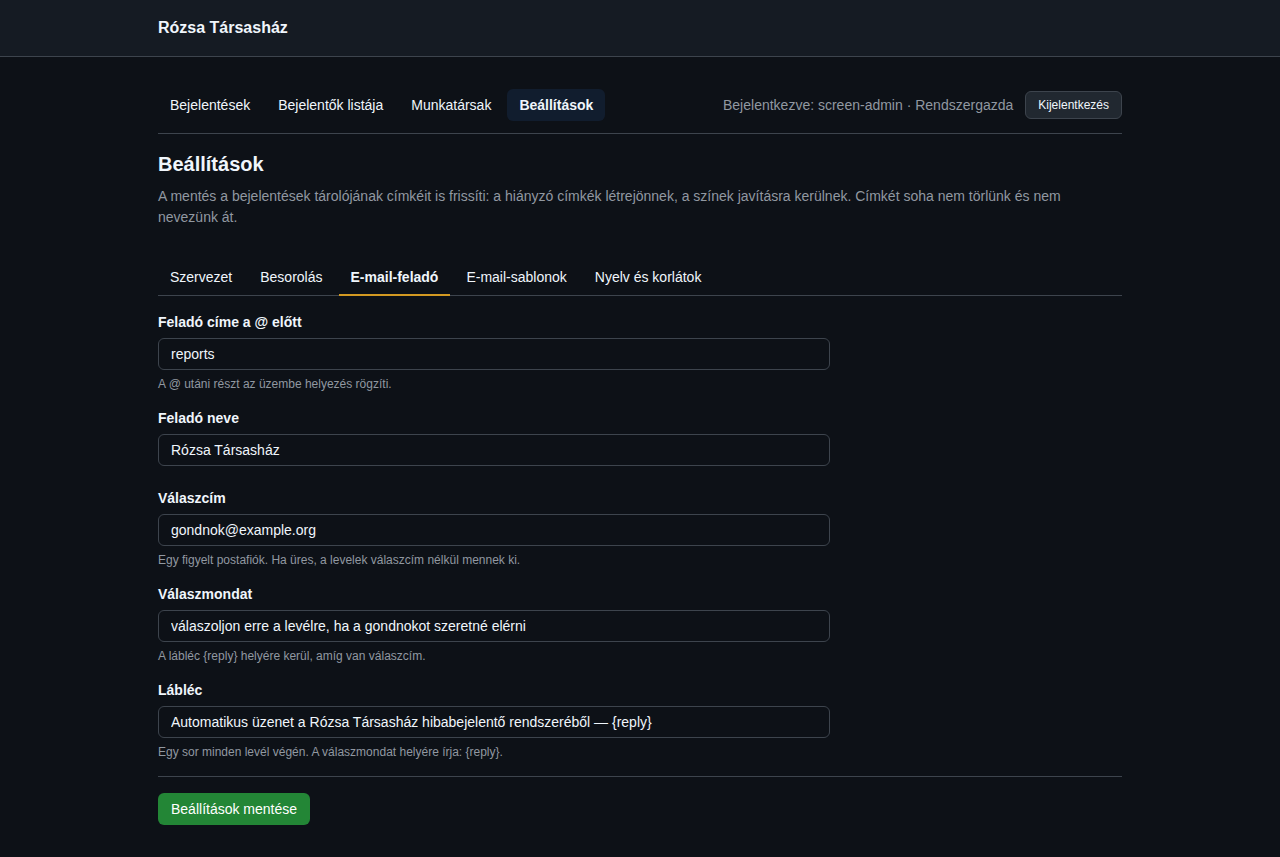 Rózsa Társasház
Bejelentések Bejelentők listája Munkatársak Beállítások Bejelentkezve: screen-admin · Rendszergazda Kijelentkezés
Beállítások
A mentés a bejelentések tárolójának címkéit is frissíti: a hiányzó címkék létrejönnek, a színek javításra kerülnek. Címkét soha nem törlünk és nem
nevezünk át.
Szervezet Besorolás E-mail-feladó E-mail-sablonok Nyelv és korlátok
Feladó címe a @ előtt
reports
A @ utáni részt az üzembe helyezés rögzíti.
Feladó neve
Rózsa Társasház
Válaszcím
gondnok@example.org
Egy figyelt postafiók. Ha üres, a levelek válaszcím nélkül mennek ki.
Válaszmondat
válaszoljon erre a levélre, ha a gondnokot szeretné elérni
A lábléc {reply} helyére kerül, amíg van válaszcím.
Lábléc
Automatikus üzenet a Rózsa Társasház hibabejelentő rendszeréből — {reply}
Egy sor minden levél végén. A válaszmondat helyére írja: {reply}.
Beállítások mentése